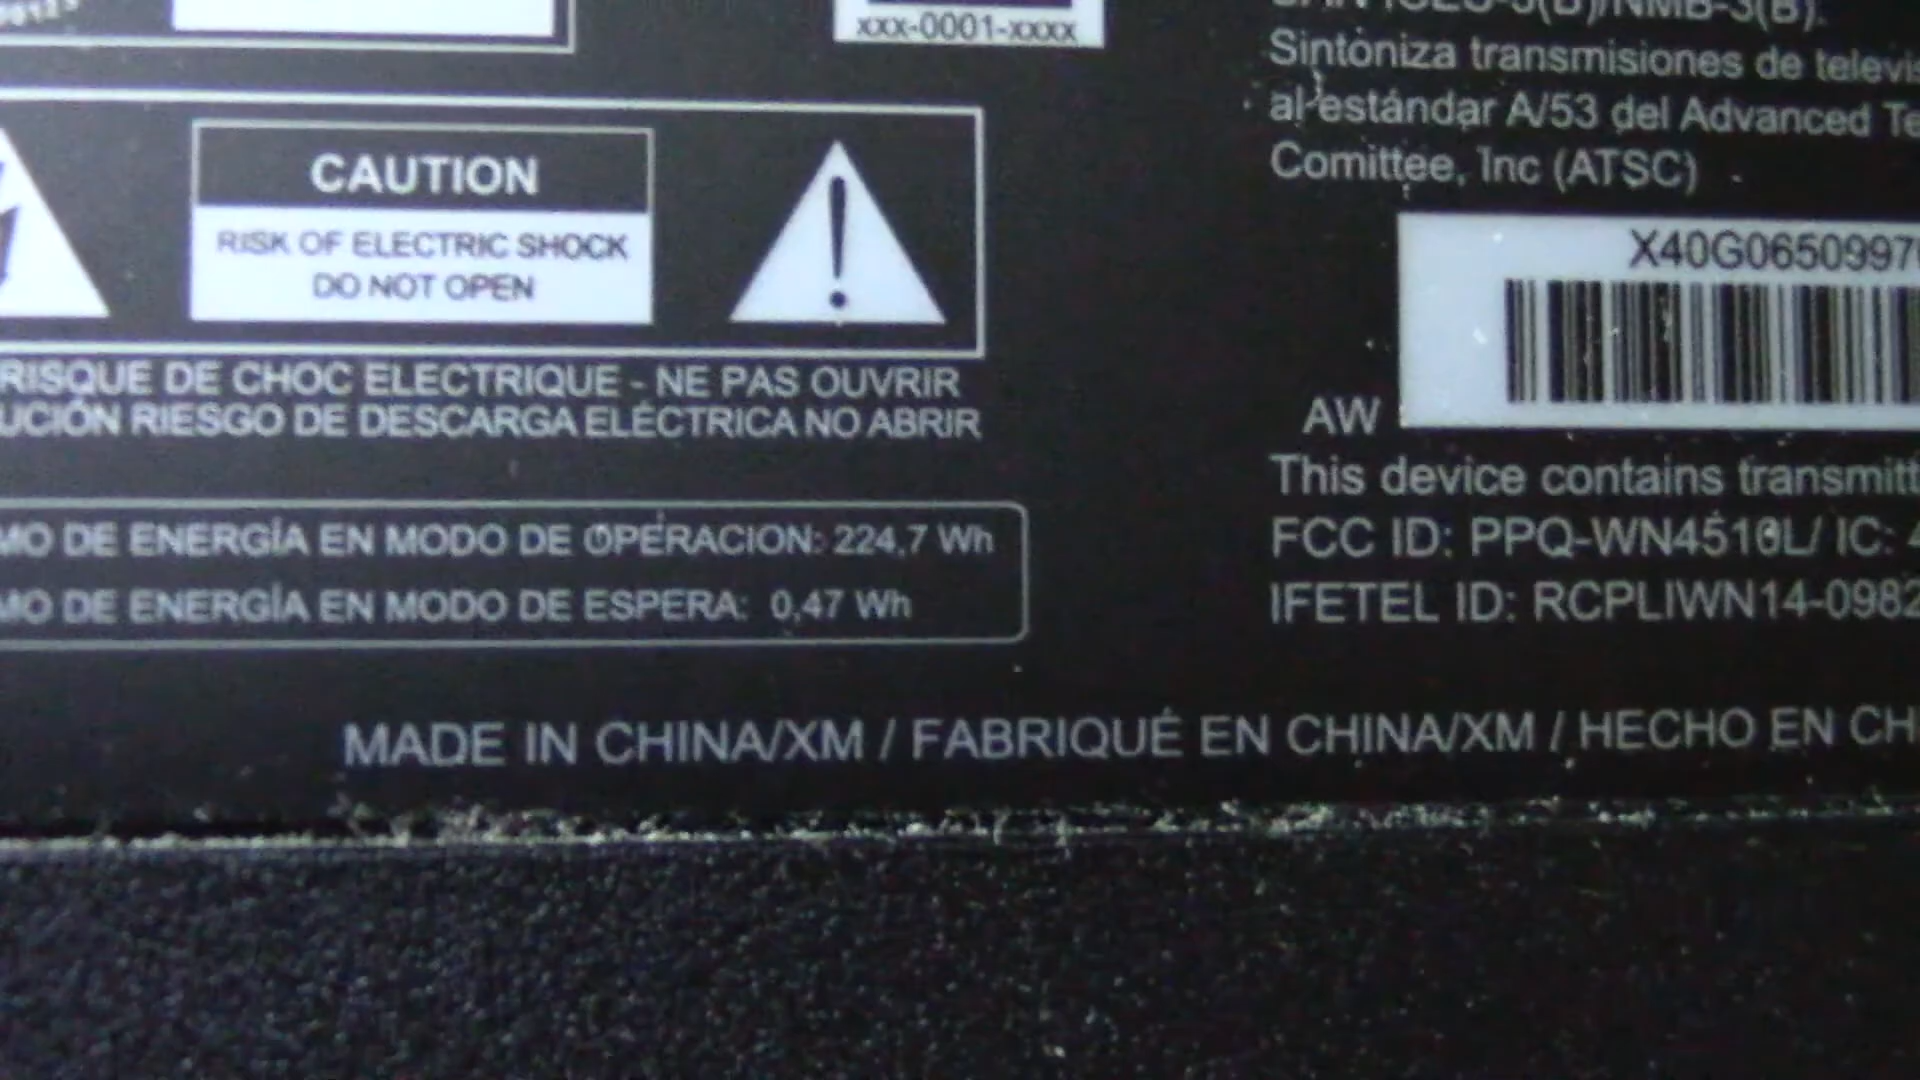 xxx-0001-xxxx
CAUTION
RISK OF ELECTRIC SHOCK
DO NOT OPEN
RISQUE DE CHOC ELECTRIQUE - NE PAS OUVRIR
UCIÓN RIESGO DE DESCARGA ELÉCTRICA NO ABRIR
MO DE ENERGÍA EN MODO DE OPERACION: 224,7 Wh
MO DE ENERGÍA EN MODO DE ESPERA: 0,47 Wh
Sintoniza transmisiones de televis
al estándar A/53 del Advanced Te
Comittee, Inc (ATSC)
X40G0650997
AW
This device contains transmitt
FCC ID: PPQ-WN4510L/ IC: 4
IFETEL ID: RCPLIWN14-0982
MADE IN CHINA/XM / FABRIQUÉ EN CHINA/XM / HECHO EN CHI